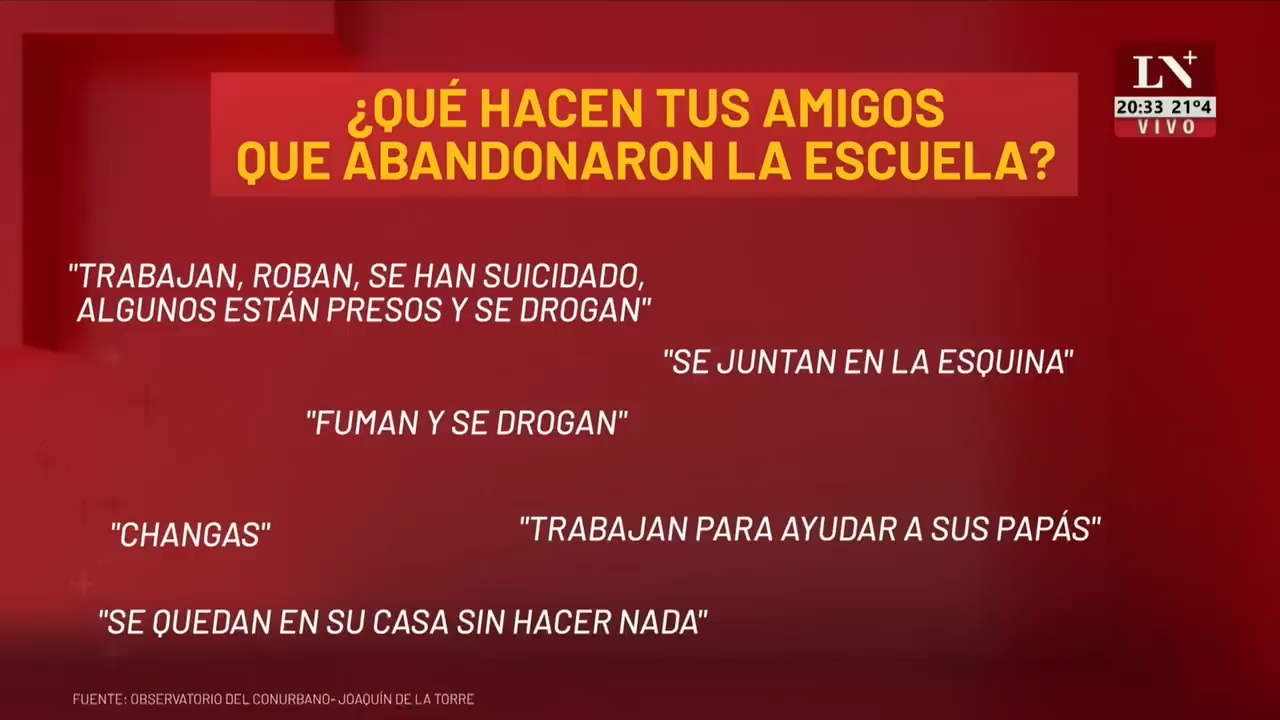 ¿QUÉ HACEN TUS AMIGOS
QUE ABANDONARON LA ESCUELA?
LN+
20:33 21º4
VIVO
"TRABAJAN, ROBAN, SE HAN SUICIDADO,
ALGUNOS ESTÁN PRESOS Y SE DROGAN"
"SE JUNTAN EN LA ESQUINA"
"FUMAN Y SE DROGAN"
"CHANGAS"
"TRABAJAN PARA AYUDAR A SUS PAPÁS"
"SE QUEDAN EN SU CASA SIN HACER NADA"
FUENTE: OBSERVATORIO DEL CONURBANO- JOAQUÍN DE LA TORRE